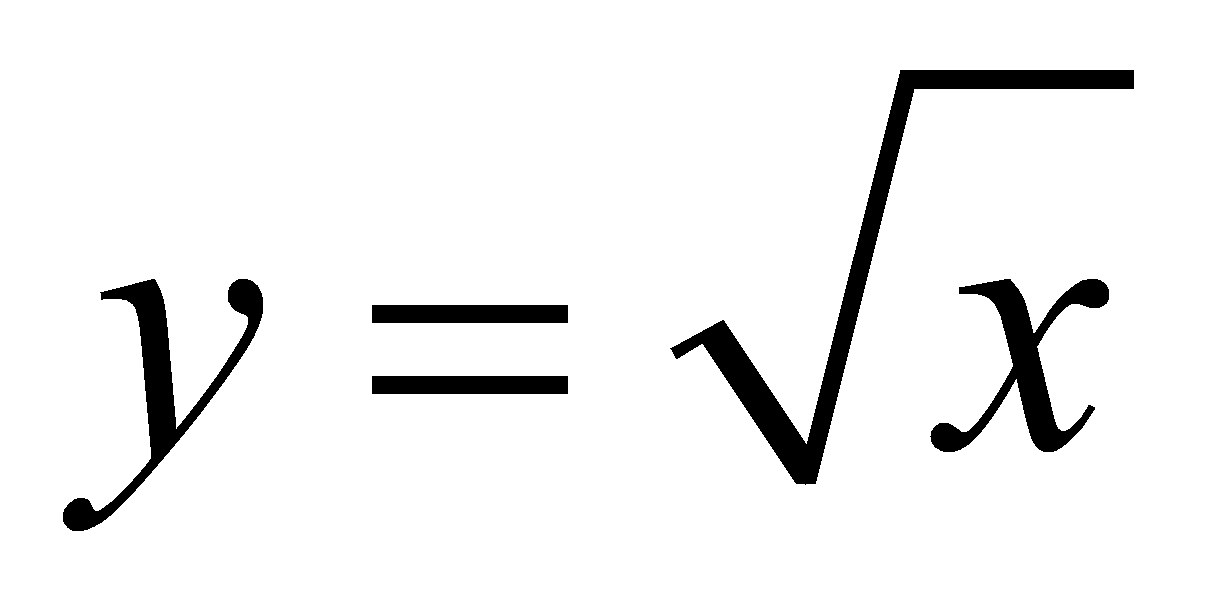 y = √x